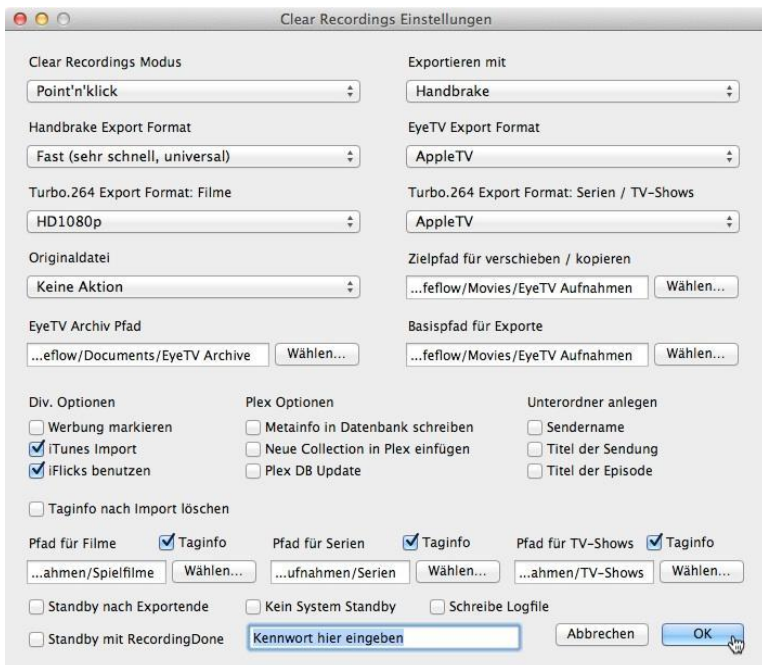 Clear Recordings Einstellungen
Clear Recordings Modus Exportieren mit
Point'n'klick Handbrake
Handbrake Export Format EyeTV Export Format
Fast (sehr schnell, universal) AppleTV
Turbo.264 Export Format: Filme Turbo.264 Export Format: Serien / TV-Shows
HD1080p AppleTV
Originaldatei Zielpfad für verschieben / kopieren
Keine Aktion ...feflow/Movies/EyeTV Aufnahmen Wählen...
EyeTV Archiv Pfad Basispfad für Exporte
...eflow/Documents/EyeTV Archive Wählen... ...feflow/Movies/EyeTV Aufnahmen Wählen...
Div. Optionen Plex Optionen Unterordner anlegen
Werbung markieren Metainfo in Datenbank schreiben Sendername
iTunes Import Neue Collection in Plex einfügen Titel der Sendung
iFlicks benutzen Plex DB Update Titel der Episode
Taginfo nach Import löschen
Pfad für Filme Taginfo Pfad für Serien Taginfo Pfad für TV-Shows Taginfo
...ahmen/Spielfilme Wählen... ...ufnahmen/Serien Wählen... ...ahmen/TV-Shows Wählen...
Standby nach Exportende Kein System Standby Schreibe Logfile
Standby mit RecordingDone Kennwort hier eingeben Abbrechen OK